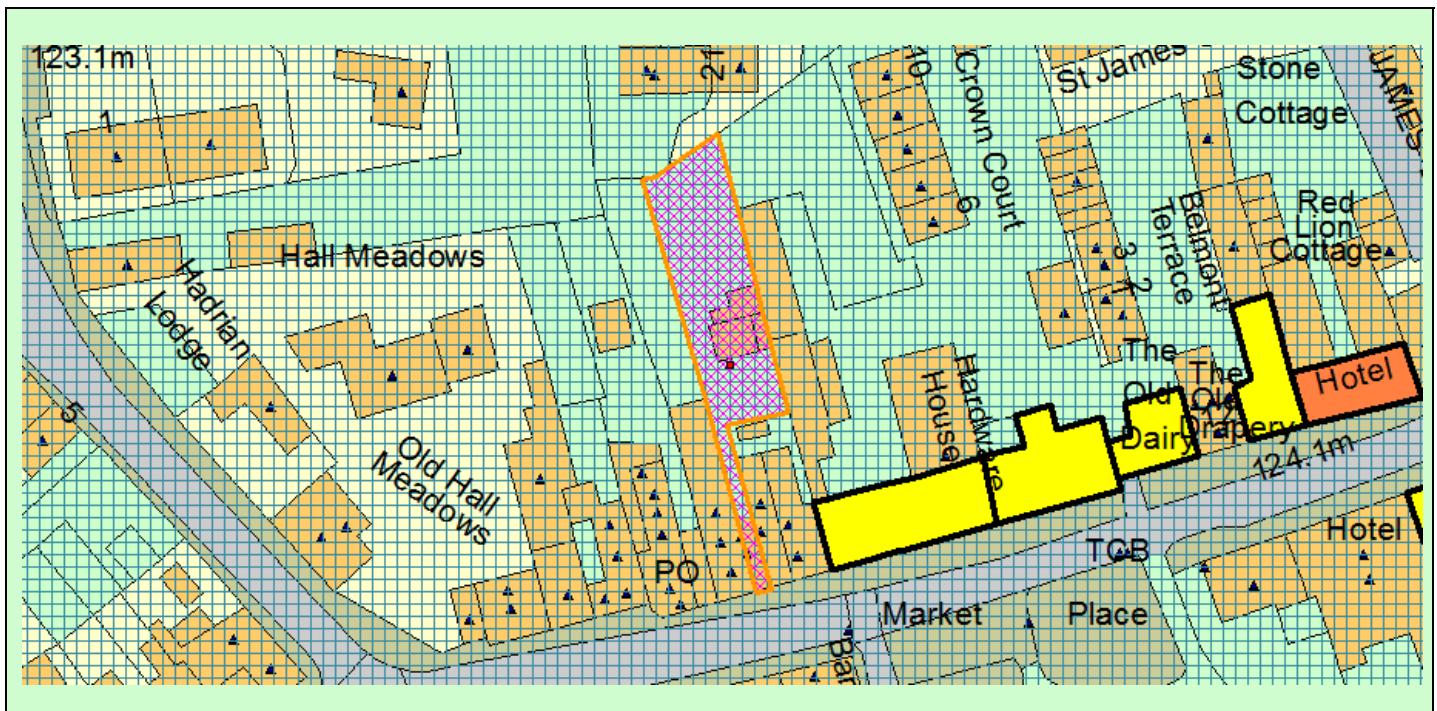 123.1m
1
21
10
Crown Court
6
St James
Stone
Cottage
JAMES
Hall Meadows
Hadrian
Lodge
5
Old Hall
Meadows
PO
Belmont
Terrace
3
2
1
Red
Lion
Cottage
Hardware
House
The
Old
Dairy
The
Old
Drapery
Hotel
124.1m
TCB
Hotel
Market Place
Bar